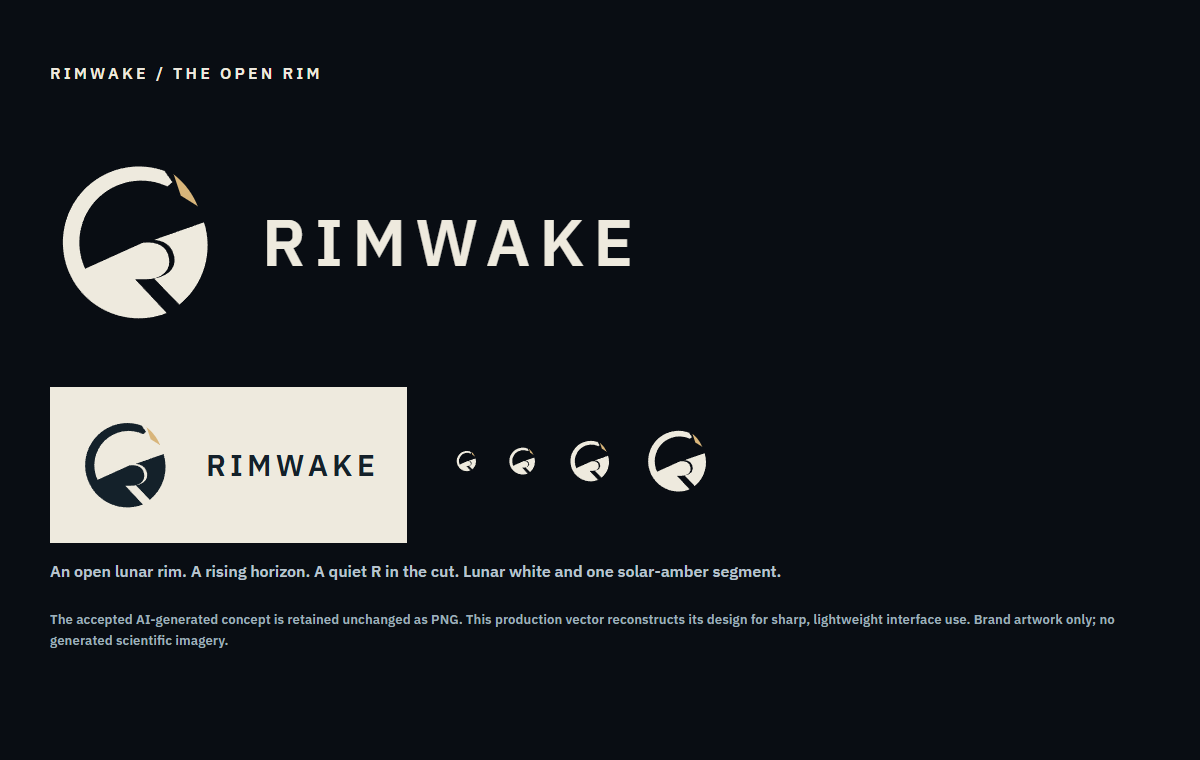 RIMWAKE / THE OPEN RIM
RIMWAKE
RIMWAKE
An open lunar rim. A rising horizon. A quiet R in the cut. Lunar white and one solar-amber segment.
The accepted AI-generated concept is retained unchanged as PNG. This production vector reconstructs its design for sharp, lightweight interface use. Brand artwork only; no
generated scientific imagery.